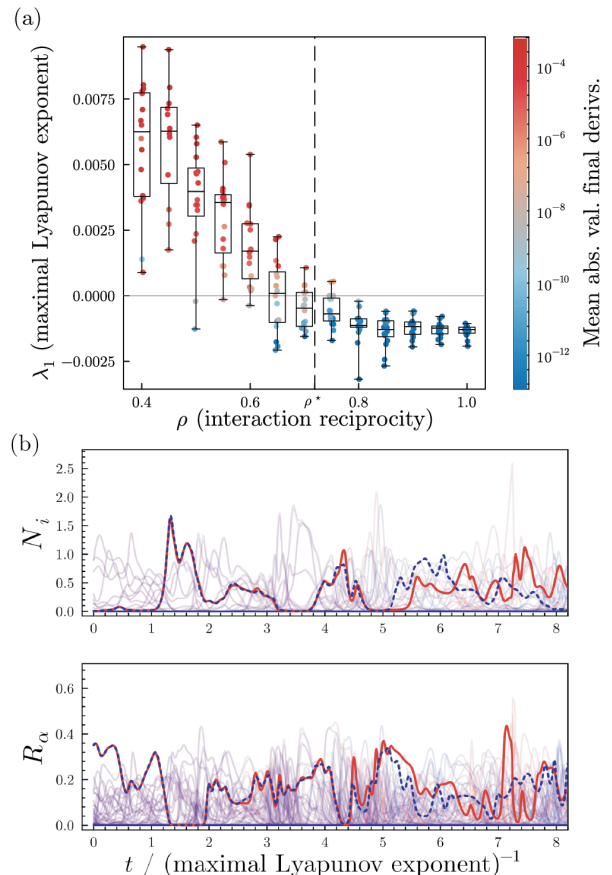 (a)
λ₁ (maximal Lyapunov exponent)
0.0075
0.0050
0.0025
0.0000
−0.0025
0.4 0.6 ρ⋆ 0.8 1.0
ρ (interaction reciprocity)
10⁻⁴
10⁻⁶
10⁻⁸
10⁻¹⁰
10⁻¹²
Mean abs. val. final derivs.
(b)
N_i
2.5
2.0
1.5
1.0
0.5
0.0
0 1 2 3 4 5 6 7 8
R_α
0.6
0.4
0.2
0.0
0 1 2 3 4 5 6 7 8
t / (maximal Lyapunov exponent)⁻¹